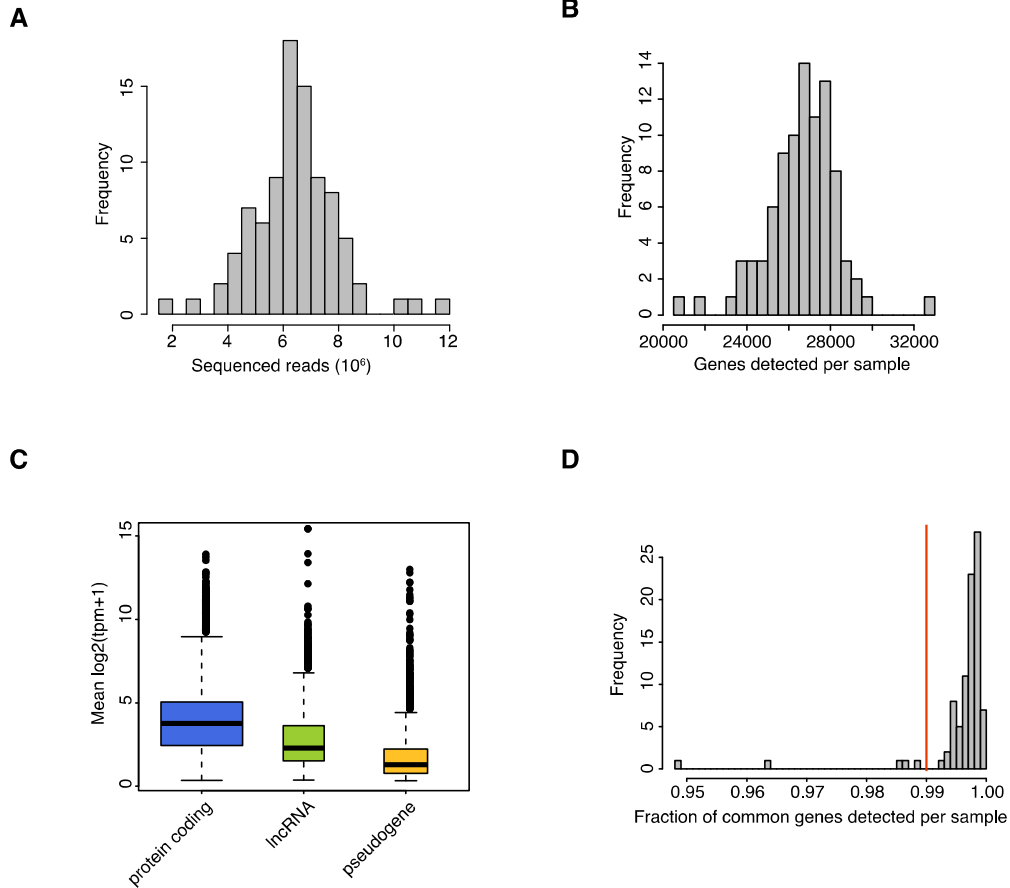 A
Frequency
15
10
5
0
2 4 6 8 10 12
Sequenced reads (10⁶)
B
Frequency
14
12
10
8
6
4
2
0
20000 24000 28000 32000
Genes detected per sample
C
Mean log2(tpm+1)
15
10
5
0
protein coding
lncRNA
pseudogene
D
Frequency
25
20
15
10
5
0
0.95 0.96 0.97 0.98 0.99 1.00
Fraction of common genes detected per sample